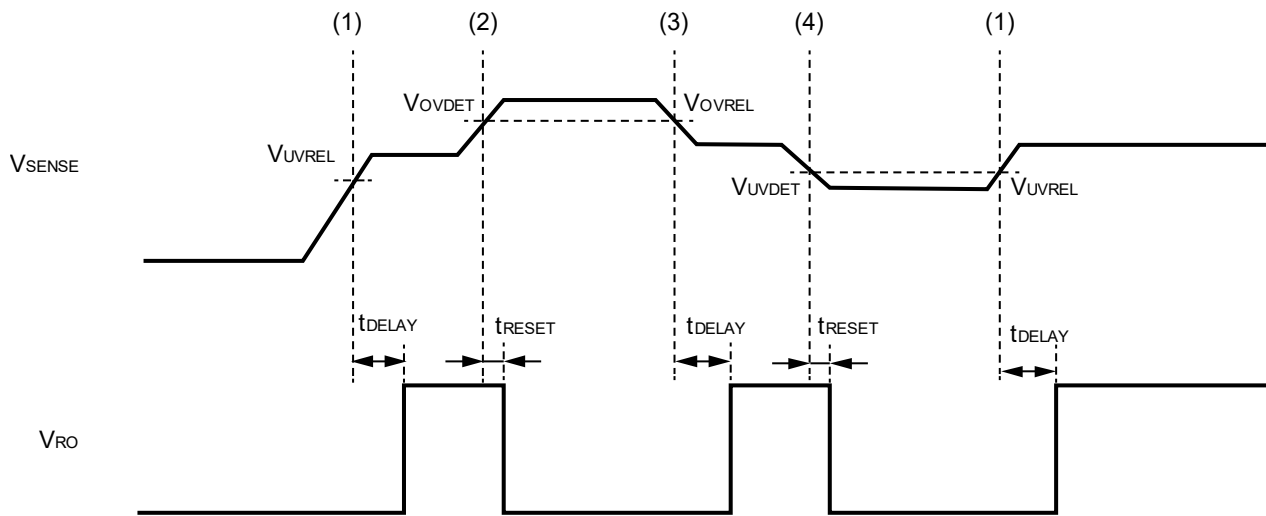 (1) (2) (3) (4) (1)
VOVDET VOVREL
VUVREL
VSENSE
VUVDET VUVREL
tDELAY tRESET tDELAY tRESET tDELAY
VRO